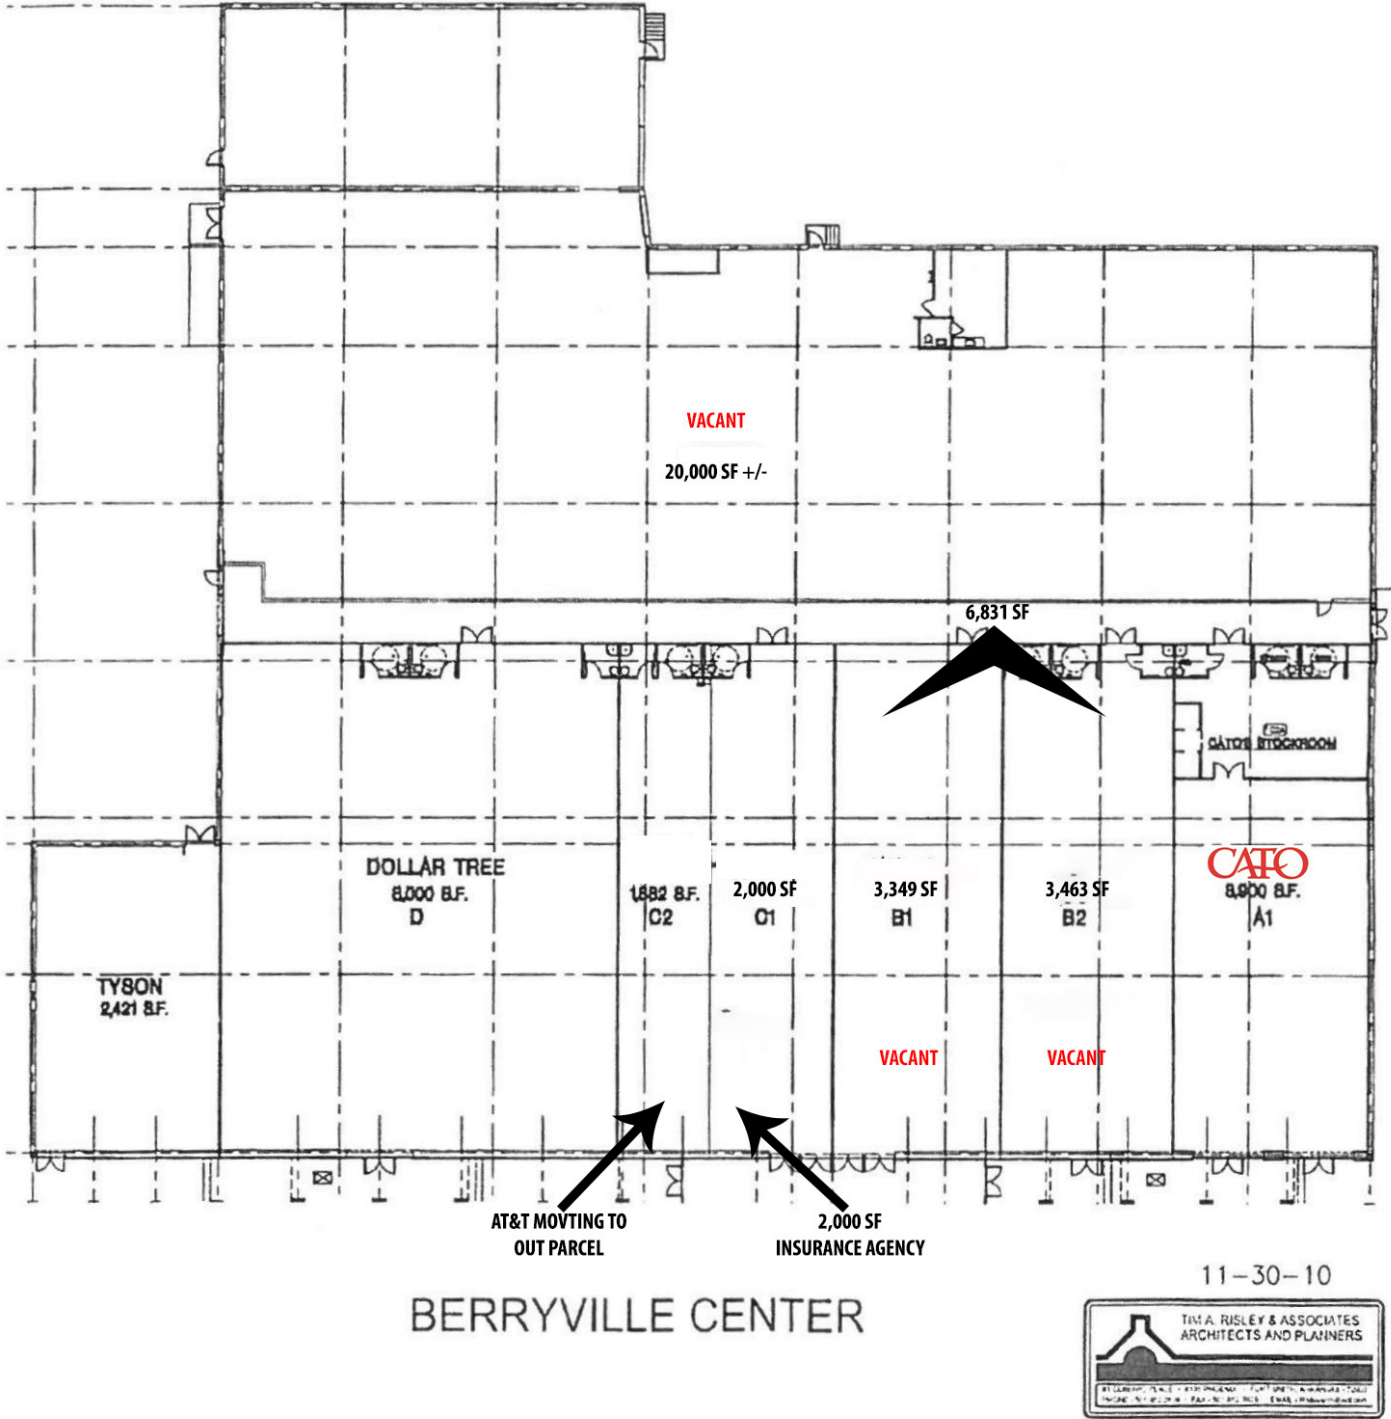 VACANT
20,000 SF +/-
6,831 SF
CATO'S STOCKROOM
DOLLAR TREE
8,000 S.F.
D
1,682 S.F.
C2
2,000 SF
C1
3,349 SF
B1
3,463 SF
B2
CATO
A1
TYSON
2,421 S.F.
VACANT
VACANT
AT&T MOVTING TO
OUT PARCEL
2,000 SF
INSURANCE AGENCY
BERRYVILLE CENTER
11-30-10
TIM A. RISLEY & ASSOCIATES
ARCHITECTS AND PLANNERS